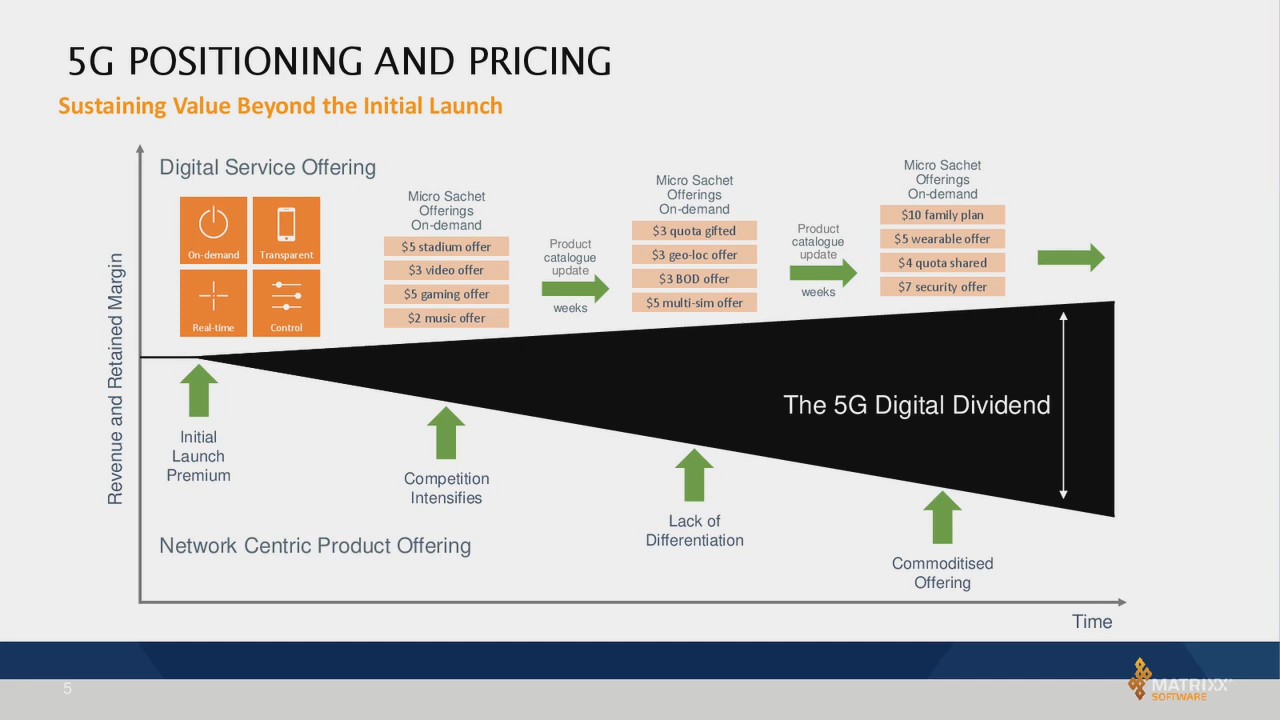 5G POSITIONING AND PRICING
Sustaining Value Beyond the Initial Launch
Revenue and Retained Margin
Digital Service Offering
On-demand
Transparent
Real-time
Control
Micro Sachet
Offerings
On-demand
$5 stadium offer
$3 video offer
$5 gaming offer
$2 music offer
Product
catalogue
update
weeks
Micro Sachet
Offerings
On-demand
$3 quota gifted
$3 geo-loc offer
$3 BOD offer
$5 multi-sim offer
Product
catalogue
update
weeks
Micro Sachet
Offerings
On-demand
$10 family plan
$5 wearable offer
$4 quota shared
$7 security offer
The 5G Digital Dividend
Initial
Launch
Premium
Competition
Intensifies
Lack of
Differentiation
Commoditised
Offering
Network Centric Product Offering
Time
5
MATRIXX
SOFTWARE